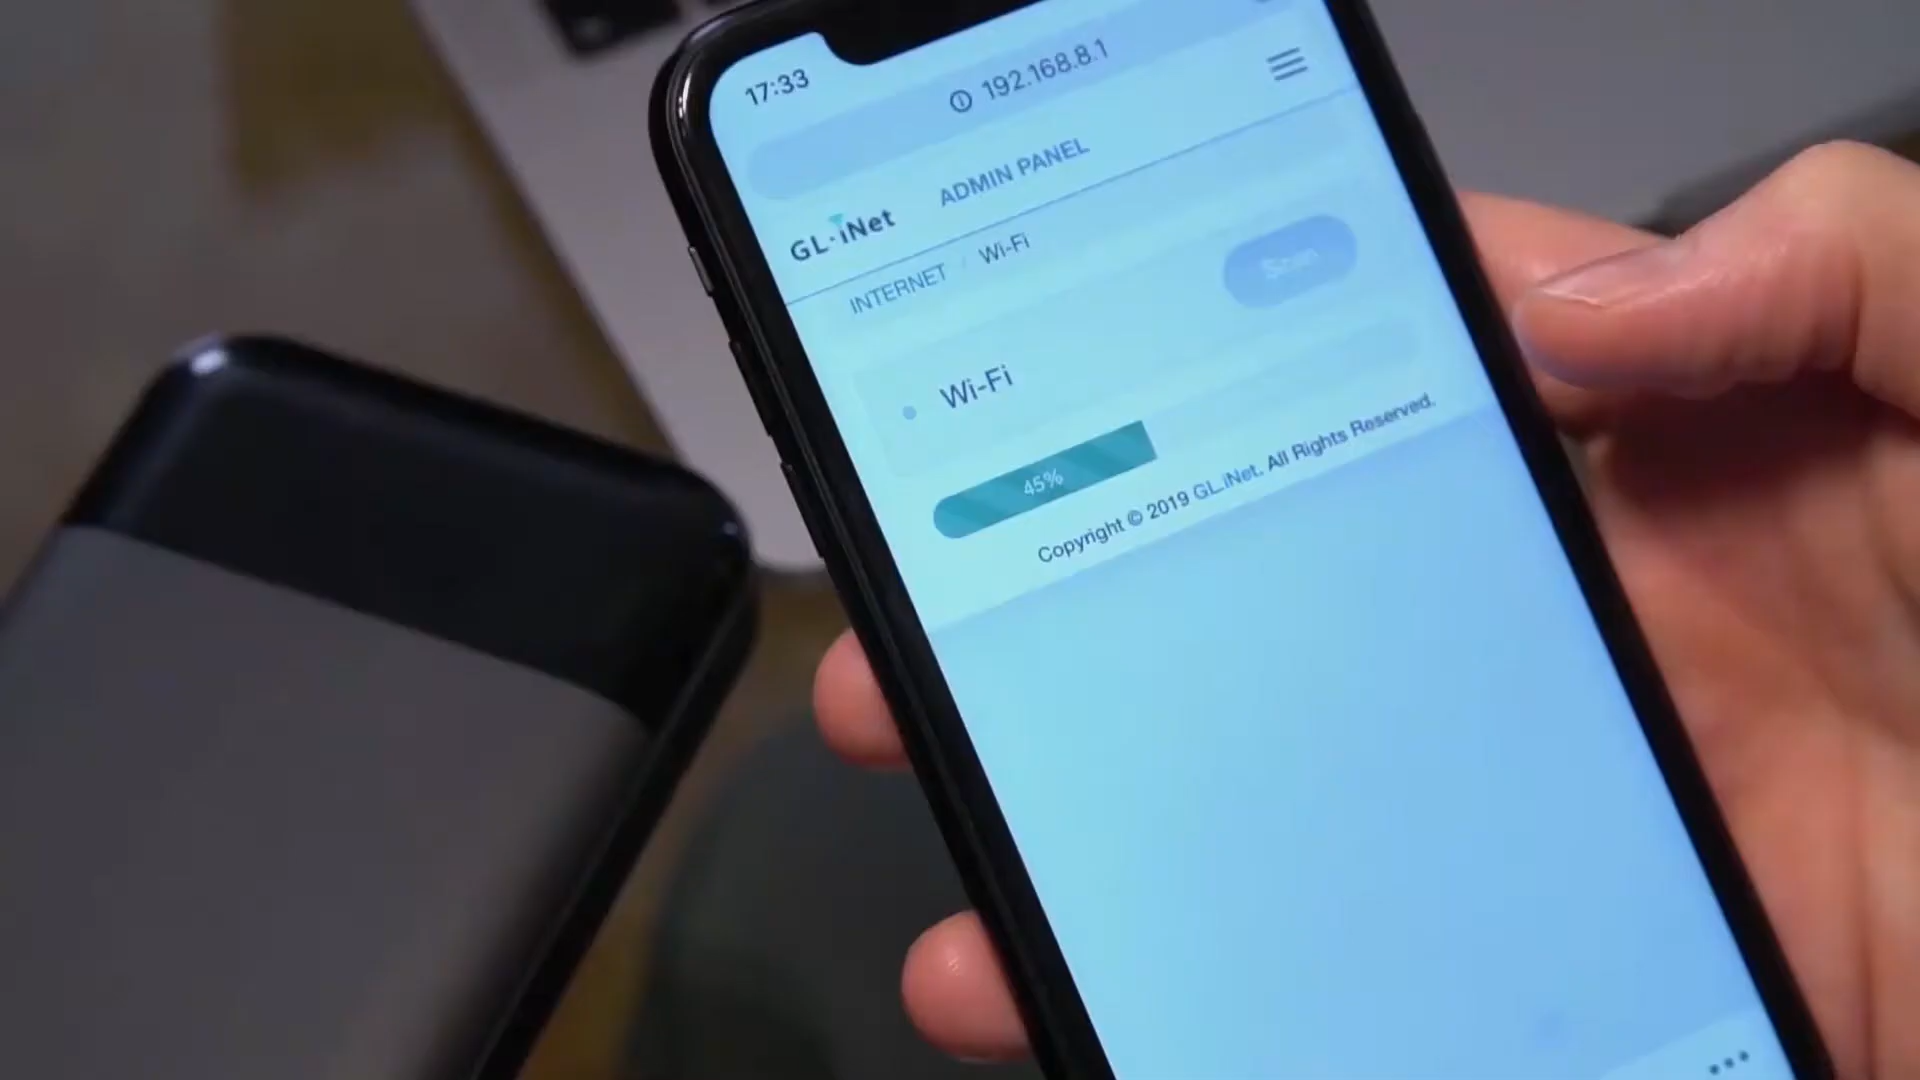 17:33
192.168.8.1
GL·iNet ADMIN PANEL
INTERNET / Wi-Fi
Scan
Wi-Fi
45%
Copyright © 2019 GL.iNet. All Rights Reserved.